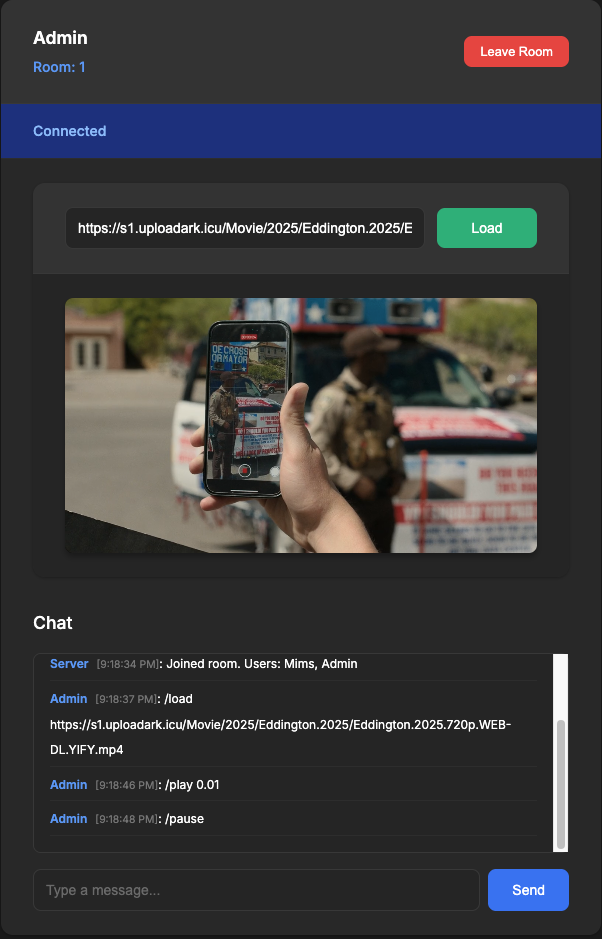 Admin
Leave Room
Room: 1
Connected
https://s1.uploadark.icu/Movie/2025/Eddington.2025/E
Load
DECROSS
ORMAYOR
Chat
Server [9:18:34 PM]: Joined room. Users: Mims, Admin
Admin [9:18:37 PM]: /load
https://s1.uploadark.icu/Movie/2025/Eddington.2025/Eddington.2025.720p.WEB-
DL.YIFY.mp4
Admin [9:18:46 PM]: /play 0.01
Admin [9:18:48 PM]: /pause
Type a message...
Send